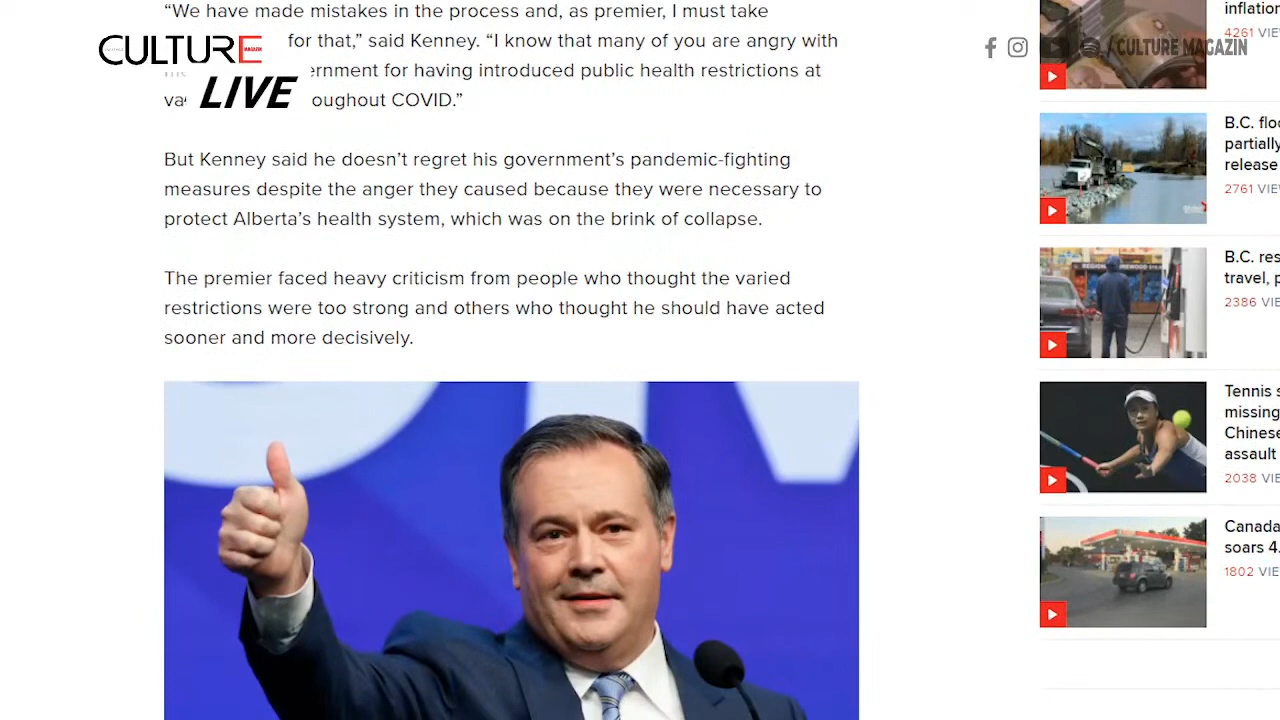 “We have made mistakes in the process and, as premier, I must take
for that,” said Kenney. “I know that many of you are angry with
ernment for having introduced public health restrictions at
va oughout COVID.”
CULTURE
MAGAZIN
LIVE
/ CULTURE MAGAZIN
But Kenney said he doesn’t regret his government’s pandemic-fighting
measures despite the anger they caused because they were necessary to
protect Alberta’s health system, which was on the brink of collapse.
The premier faced heavy criticism from people who thought the varied
restrictions were too strong and others who thought he should have acted
sooner and more decisively.
inflation
4261 VIE
B.C. floo
partially
release
2761 VIE
B.C. res
travel, p
2386 VIE
Tennis s
missing
Chinese
assault
2038 VIE
Canada
soars 4.
1802 VIE